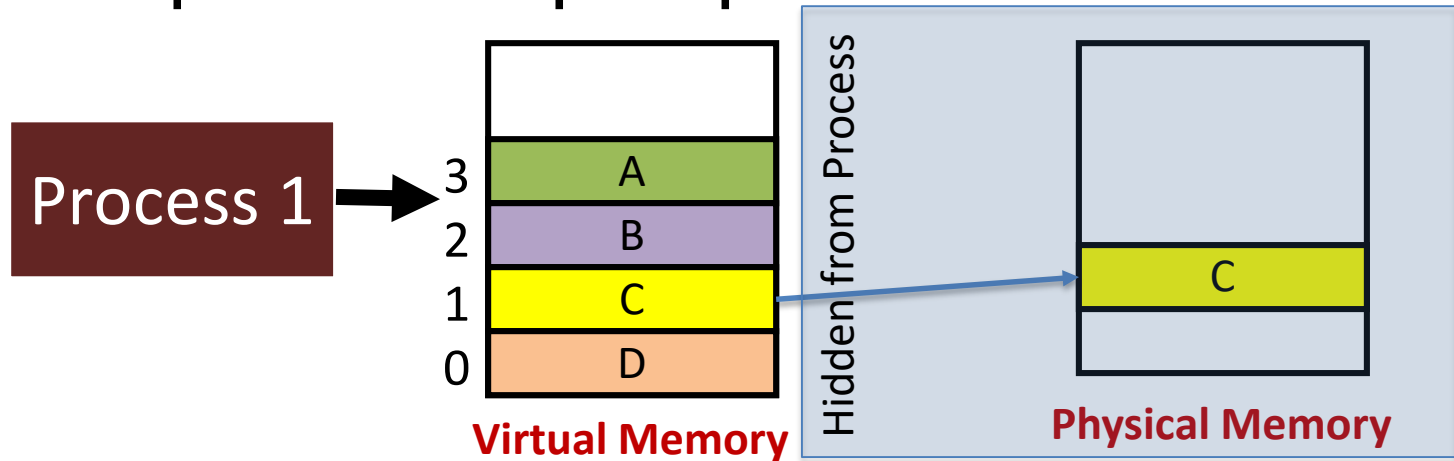 Process 1
3
A
2
B
1
C
0
D
Virtual Memory
Hidden from Process
C
Physical Memory